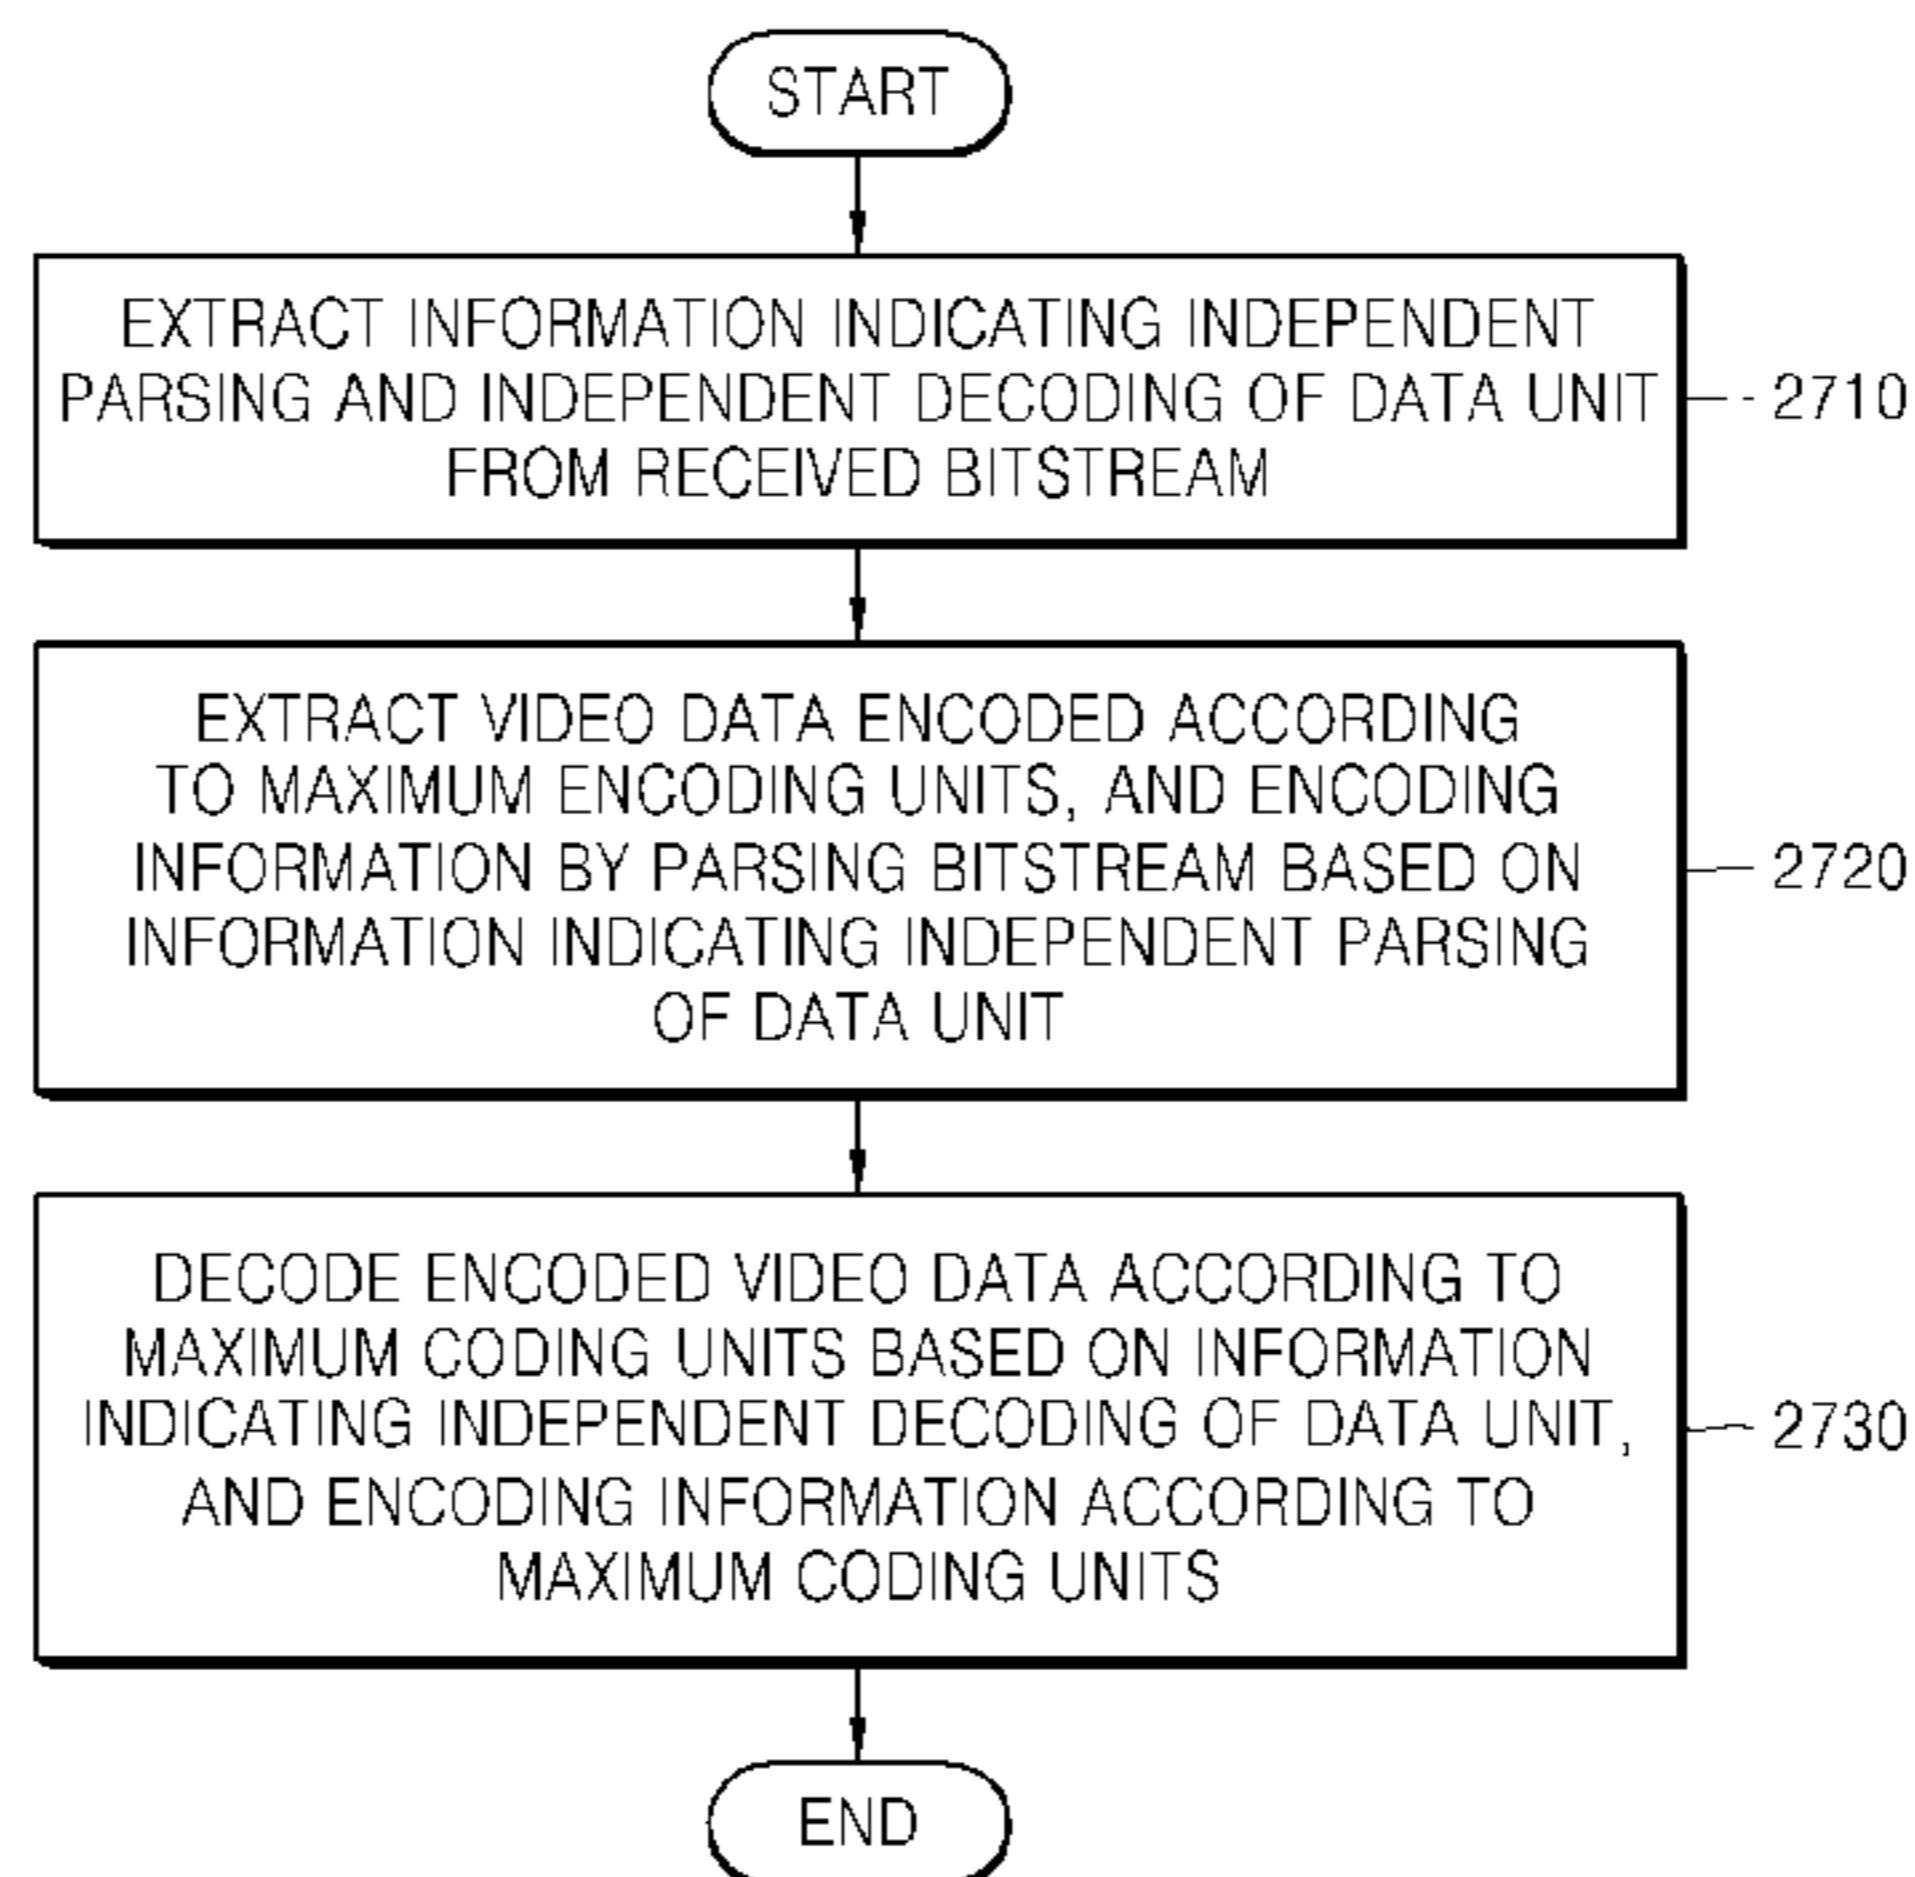 START
EXTRACT INFORMATION INDICATING INDEPENDENT
PARSING AND INDEPENDENT DECODING OF DATA UNIT
FROM RECEIVED BITSTREAM
2710
EXTRACT VIDEO DATA ENCODED ACCORDING
TO MAXIMUM ENCODING UNITS, AND ENCODING
INFORMATION BY PARSING BITSTREAM BASED ON
INFORMATION INDICATING INDEPENDENT PARSING
OF DATA UNIT
2720
DECODE ENCODED VIDEO DATA ACCORDING TO
MAXIMUM CODING UNITS BASED ON INFORMATION
INDICATING INDEPENDENT DECODING OF DATA UNIT,
AND ENCODING INFORMATION ACCORDING TO
MAXIMUM CODING UNITS
2730
END